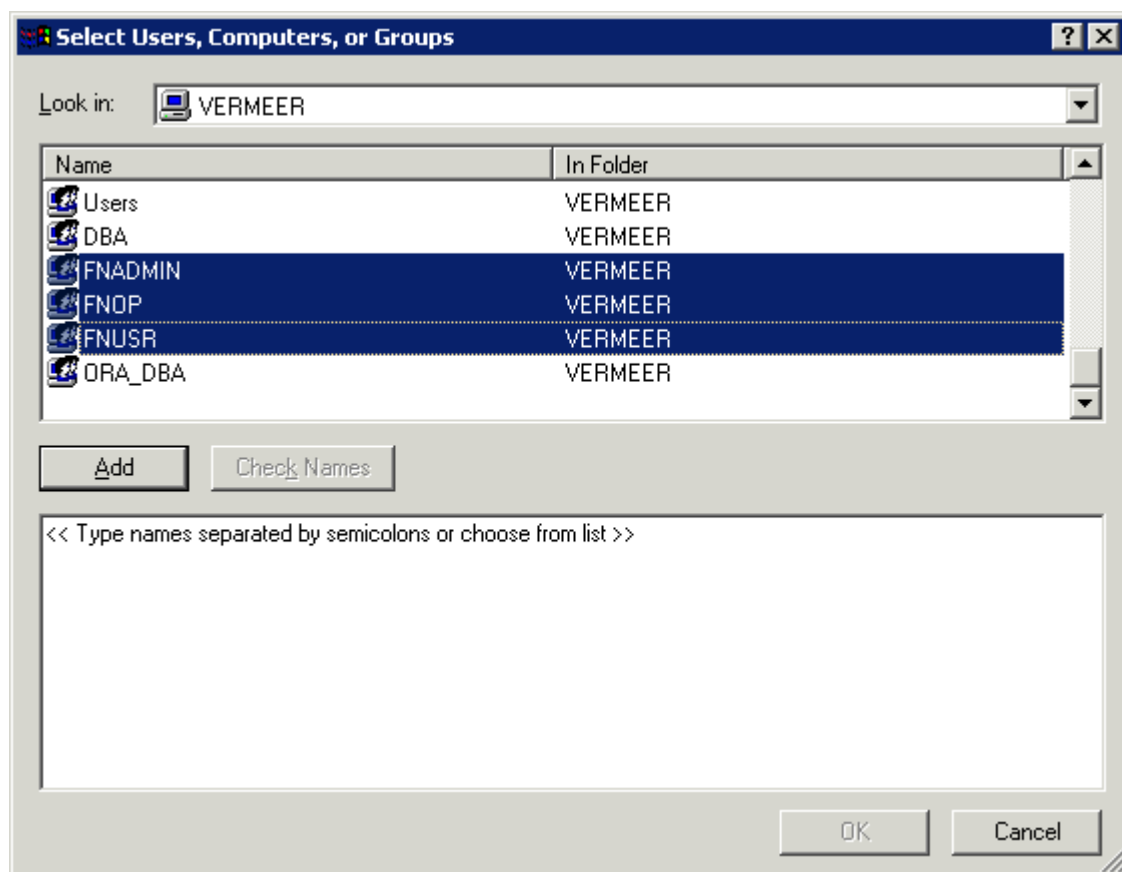 Select Users, Computers, or Groups
Look in: VERMEER
Name In Folder
Users VERMEER
DBA VERMEER
FNADMIN VERMEER
FNOP VERMEER
FNUSR VERMEER
ORA_DBA VERMEER
Add Check Names
<< Type names separated by semicolons or choose from list >>
OK Cancel